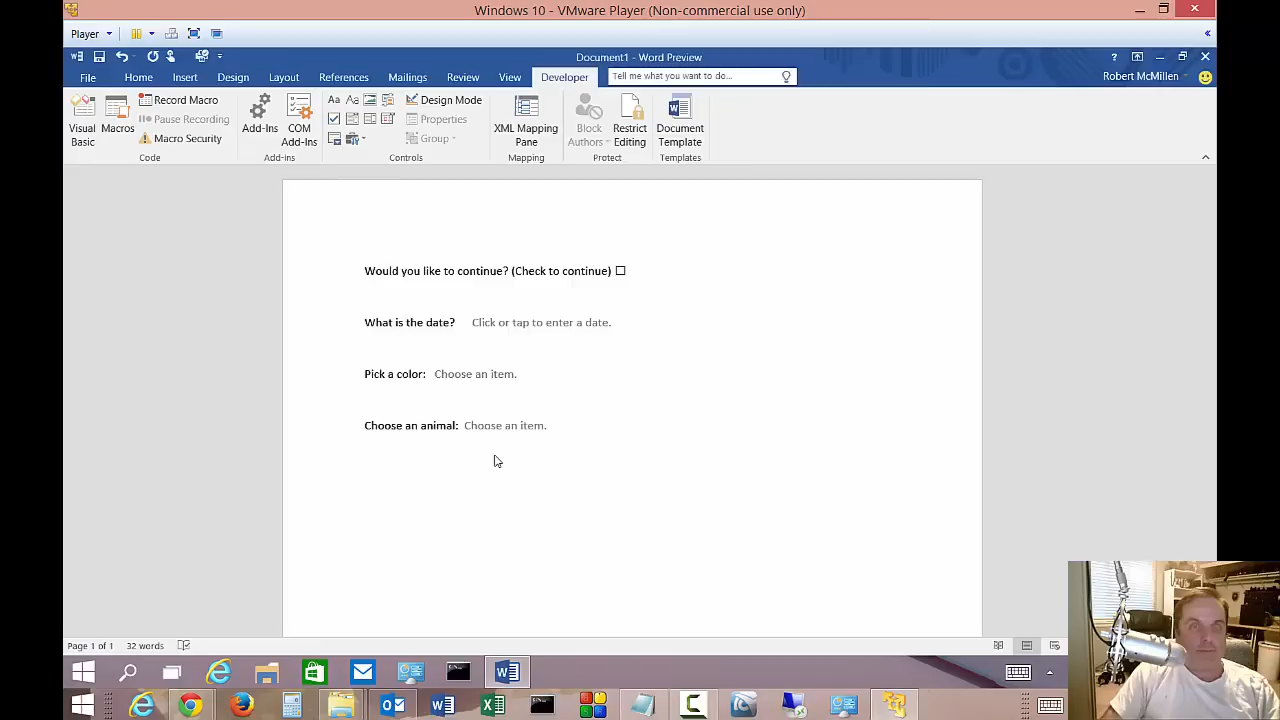 Windows 10 - VMware Player (Non-commercial use only)
Player
Document1 - Word Preview
File Home Insert Design Layout References Mailings Review View Developer Tell me what you want to do... Robert McMillen
Visual Basic
Macros
Record Macro
Pause Recording
Macro Security
Code
Add-Ins
COM Add-Ins
Add-Ins
Aa Aa
Design Mode
Properties
Group
Controls
XML Mapping Pane
Mapping
Block Authors
Restrict Editing
Protect
Document Template
Templates
Would you like to continue? (Check to continue) ☐
What is the date? Click or tap to enter a date.
Pick a color: Choose an item.
Choose an animal: Choose an item.
Page 1 of 1 32 words